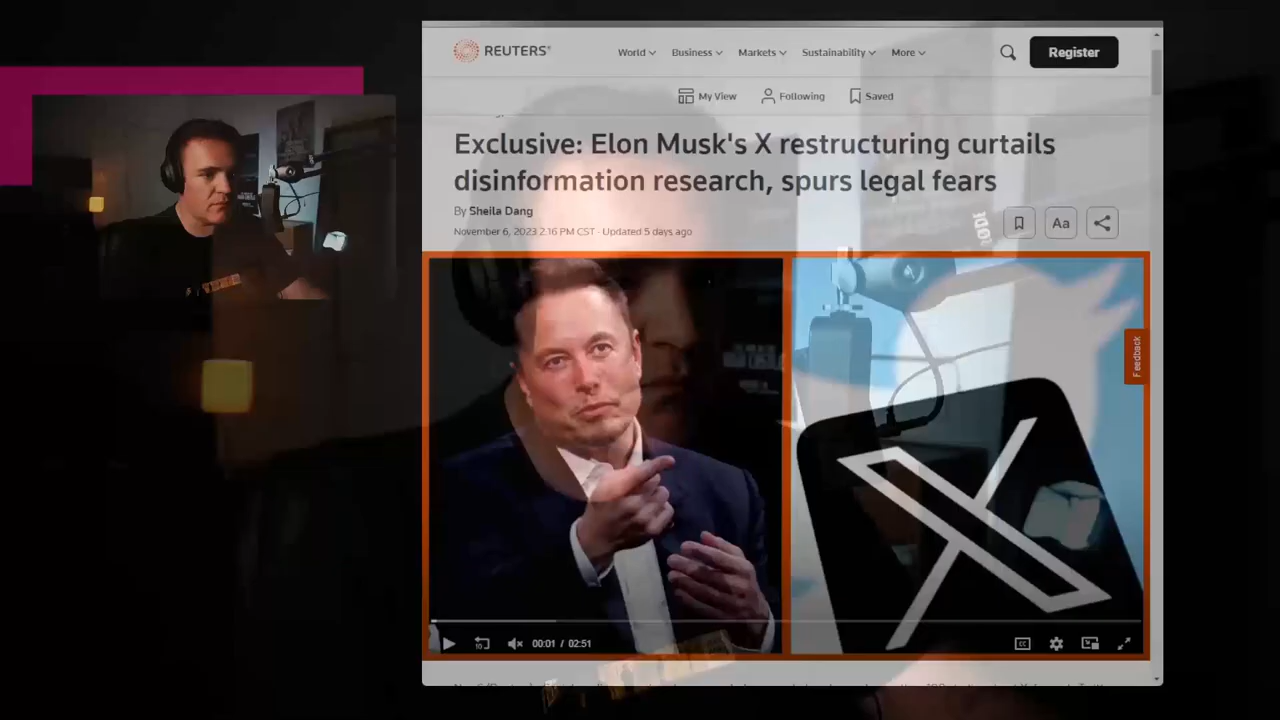 REUTERS®
World Business Markets Sustainability More
Register
My View Following Saved
Exclusive: Elon Musk's X restructuring curtails
disinformation research, spurs legal fears
By Sheila Dang
November 6, 2023 2:16 PM CST · Updated 5 days ago
Aa
Feedback
10
00:01 / 02:51
CC